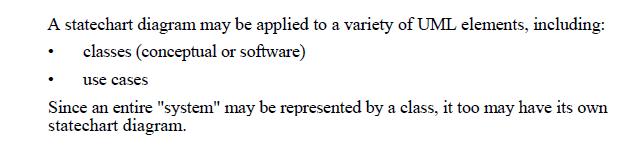 A statechart diagram may be applied to a variety of UML elements, including:
• classes (conceptual or software)
• use cases
Since an entire "system" may be represented by a class, it too may have its own
statechart diagram.